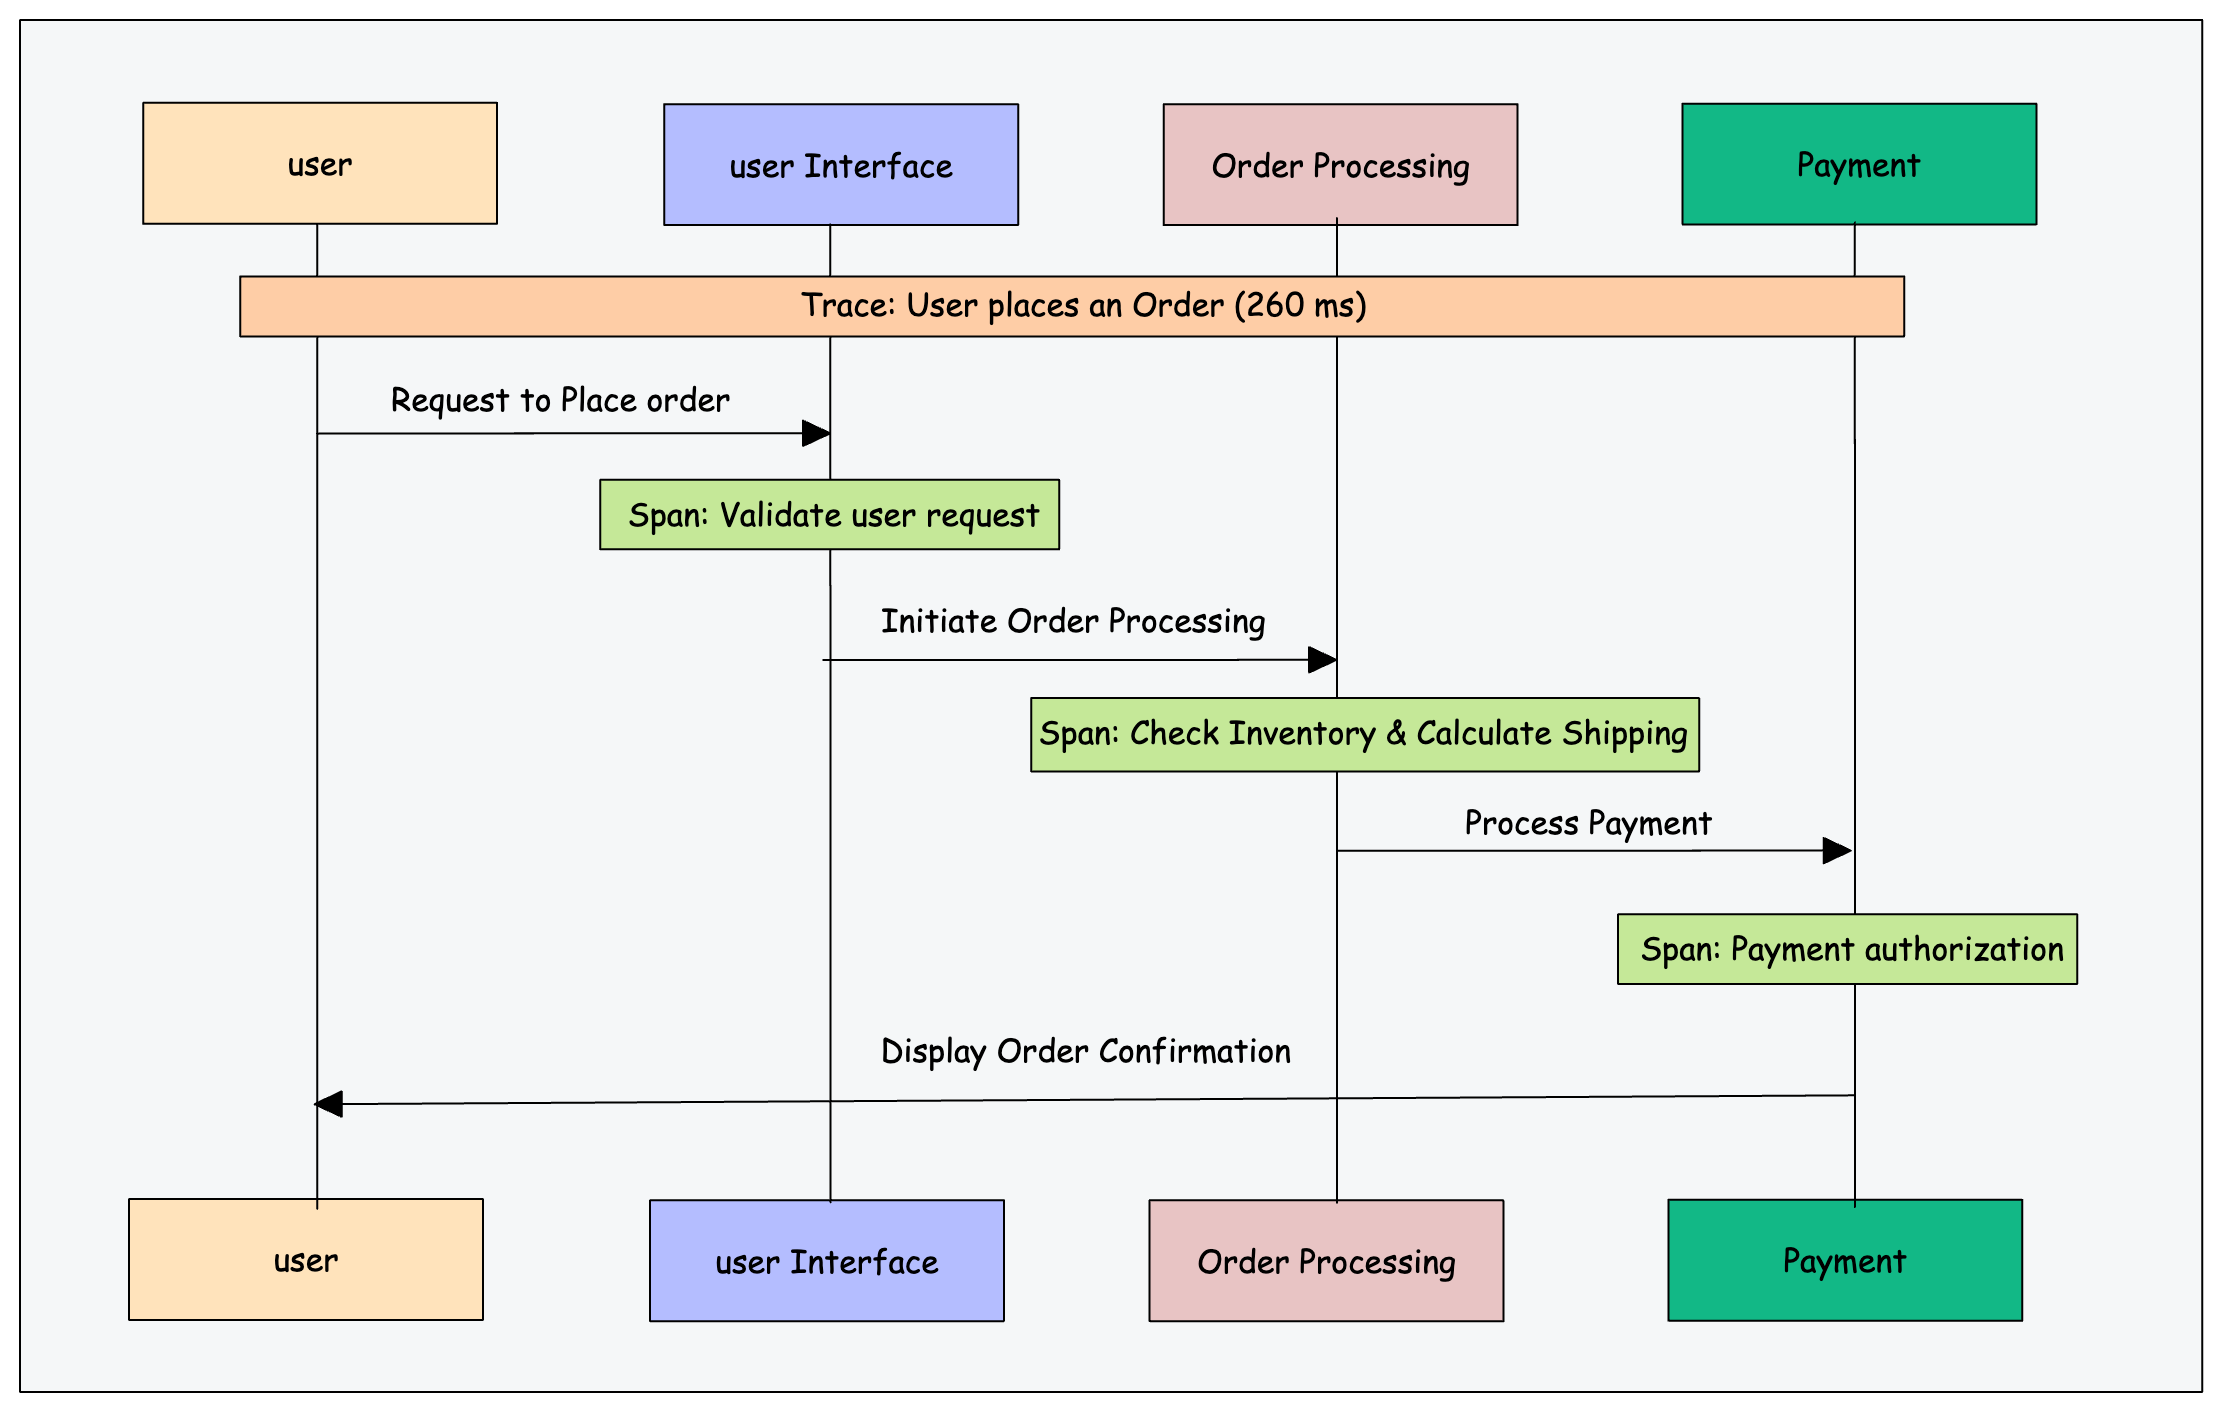 user
user Interface
Order Processing
Payment
Trace: User places an Order (260 ms)
Request to Place order
Span: Validate user request
Initiate Order Processing
Span: Check Inventory & Calculate Shipping
Process Payment
Span: Payment authorization
Display Order Confirmation
user
user Interface
Order Processing
Payment